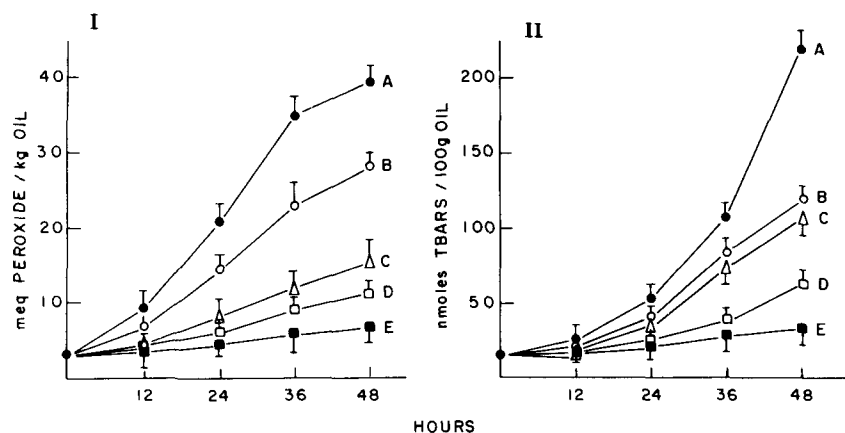 I
meq PEROXIDE / kg OIL
40
30
20
10
A
B
C
D
E
12 24 36 48
II
nmoles TBARS / 100g OIL
200
150
100
50
A
B
C
D
E
12 24 36 48
HOURS